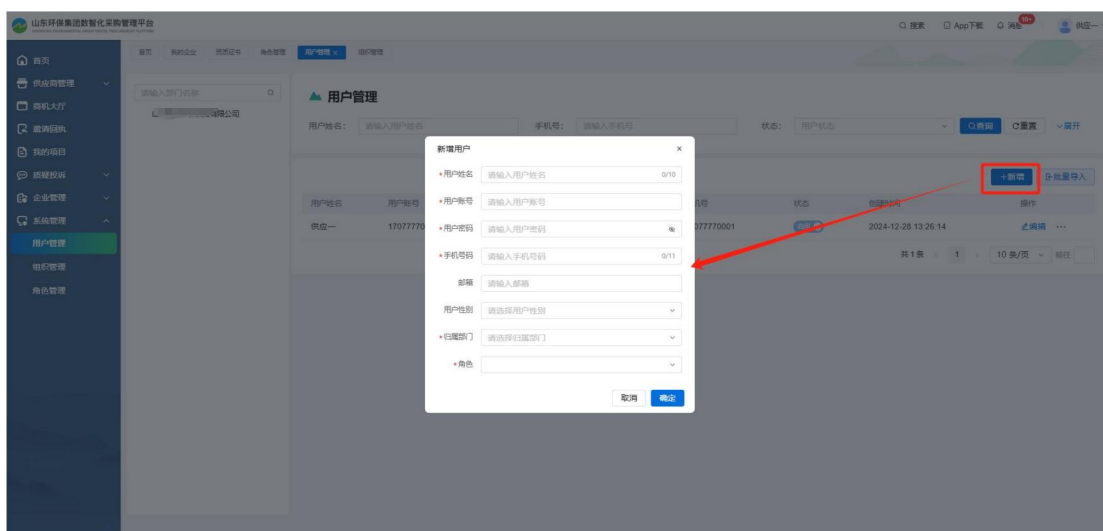 山东环保集团数智化采购管理平台
搜索 App下载 消息 10+ 供应一
首页 我的企业 资质证书 角色管理 用户管理 × 组织管理
首页
供应商管理
商机大厅
邀请回执
我的项目
质疑投诉
企业管理
系统管理
用户管理
组织管理
角色管理
请输入部门名称
有限公司
用户管理
用户姓名: 请输入用户姓名 手机号: 请输入手机号 状态: 用户状态 查询 重置 展开
+新增 批量导入
用户姓名 用户账号 机号 状态 创建时间 操作
供应一 17077770 077770001 2024-12-28 13:26:14 编辑 ...
共1条 1 10条/页 前往
新增用户 ×
*用户姓名 请输入用户姓名 0/10
*用户账号 请输入用户账号
*用户密码 请输入用户密码
*手机号码 请输入手机号码 0/11
邮箱 请输入邮箱
用户性别 请选择用户性别
*归属部门 请选择归属部门
*角色
取消 确定